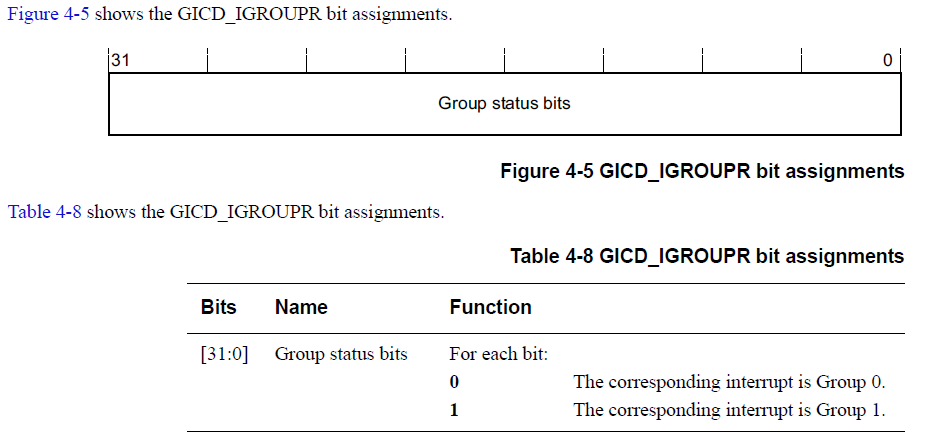 Figure 4-5 shows the GICD_IGROUPR bit assignments.
31 0
Group status bits
Figure 4-5 GICD_IGROUPR bit assignments
Table 4-8 shows the GICD_IGROUPR bit assignments.
Table 4-8 GICD_IGROUPR bit assignments
Bits Name Function
[31:0] Group status bits For each bit:
0 The corresponding interrupt is Group 0.
1 The corresponding interrupt is Group 1.